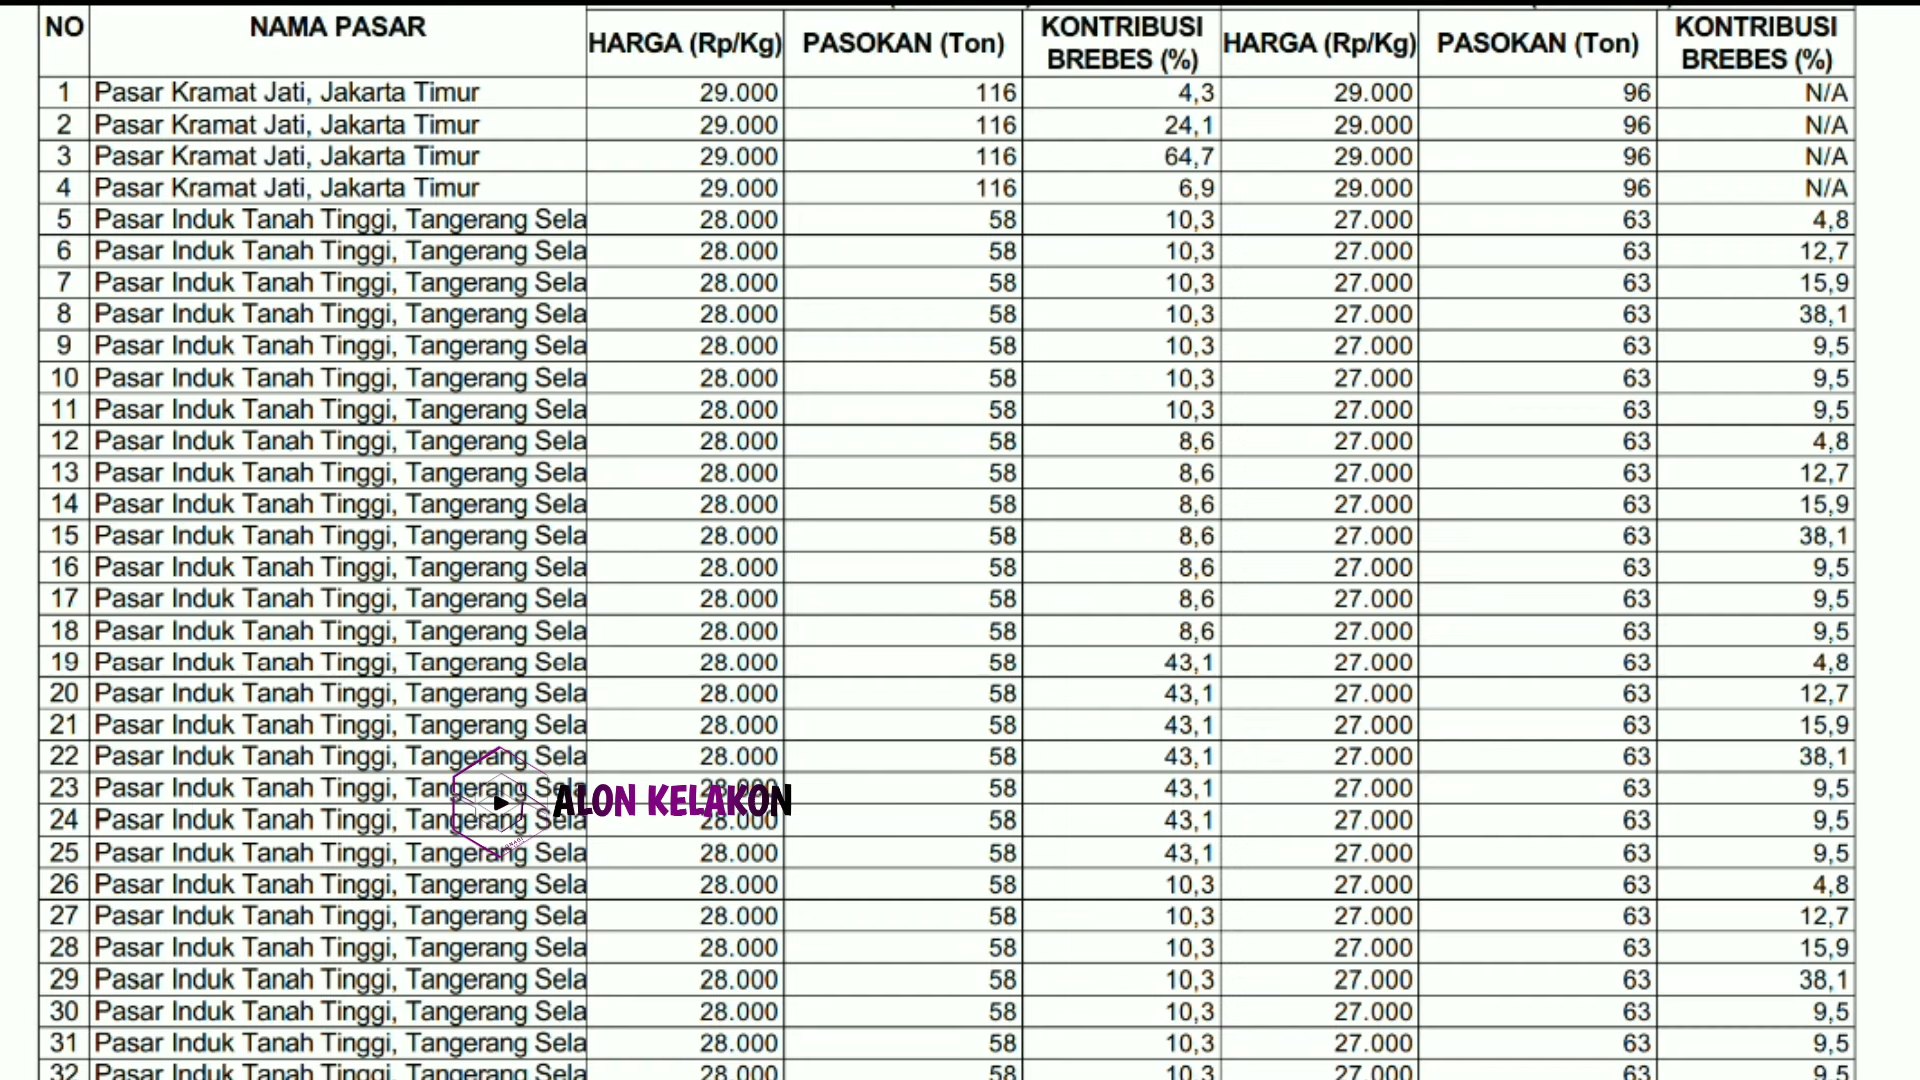 NO NAMA PASAR HARGA (Rp/Kg) PASOKAN (Ton) KONTRIBUSI BREBES (%) HARGA (Rp/Kg) PASOKAN (Ton) KONTRIBUSI BREBES (%)
1 Pasar Kramat Jati, Jakarta Timur 29.000 116 4,3 29.000 96 N/A
2 Pasar Kramat Jati, Jakarta Timur 29.000 116 24,1 29.000 96 N/A
3 Pasar Kramat Jati, Jakarta Timur 29.000 116 64,7 29.000 96 N/A
4 Pasar Kramat Jati, Jakarta Timur 29.000 116 6,9 29.000 96 N/A
5 Pasar Induk Tanah Tinggi, Tangerang Sela 28.000 58 10,3 27.000 63 4,8
6 Pasar Induk Tanah Tinggi, Tangerang Sela 28.000 58 10,3 27.000 63 12,7
7 Pasar Induk Tanah Tinggi, Tangerang Sela 28.000 58 10,3 27.000 63 15,9
8 Pasar Induk Tanah Tinggi, Tangerang Sela 28.000 58 10,3 27.000 63 38,1
9 Pasar Induk Tanah Tinggi, Tangerang Sela 28.000 58 10,3 27.000 63 9,5
10 Pasar Induk Tanah Tinggi, Tangerang Sela 28.000 58 10,3 27.000 63 9,5
11 Pasar Induk Tanah Tinggi, Tangerang Sela 28.000 58 10,3 27.000 63 9,5
12 Pasar Induk Tanah Tinggi, Tangerang Sela 28.000 58 8,6 27.000 63 4,8
13 Pasar Induk Tanah Tinggi, Tangerang Sela 28.000 58 8,6 27.000 63 12,7
14 Pasar Induk Tanah Tinggi, Tangerang Sela 28.000 58 8,6 27.000 63 15,9
15 Pasar Induk Tanah Tinggi, Tangerang Sela 28.000 58 8,6 27.000 63 38,1
16 Pasar Induk Tanah Tinggi, Tangerang Sela 28.000 58 8,6 27.000 63 9,5
17 Pasar Induk Tanah Tinggi, Tangerang Sela 28.000 58 8,6 27.000 63 9,5
18 Pasar Induk Tanah Tinggi, Tangerang Sela 28.000 58 8,6 27.000 63 9,5
19 Pasar Induk Tanah Tinggi, Tangerang Sela 28.000 58 43,1 27.000 63 4,8
20 Pasar Induk Tanah Tinggi, Tangerang Sela 28.000 58 43,1 27.000 63 12,7
21 Pasar Induk Tanah Tinggi, Tangerang Sela 28.000 58 43,1 27.000 63 15,9
22 Pasar Induk Tanah Tinggi, Tangerang Sela 28.000 58 43,1 27.000 63 38,1
23 Pasar Induk Tanah Tinggi, Tangerang Sela 28.000 58 43,1 27.000 63 9,5
ALON KELAKON
24 Pasar Induk Tanah Tinggi, Tangerang Sela 28.000 58 43,1 27.000 63 9,5
25 Pasar Induk Tanah Tinggi, Tangerang Sela 28.000 58 43,1 27.000 63 9,5
26 Pasar Induk Tanah Tinggi, Tangerang Sela 28.000 58 10,3 27.000 63 4,8
27 Pasar Induk Tanah Tinggi, Tangerang Sela 28.000 58 10,3 27.000 63 12,7
28 Pasar Induk Tanah Tinggi, Tangerang Sela 28.000 58 10,3 27.000 63 15,9
29 Pasar Induk Tanah Tinggi, Tangerang Sela 28.000 58 10,3 27.000 63 38,1
30 Pasar Induk Tanah Tinggi, Tangerang Sela 28.000 58 10,3 27.000 63 9,5
31 Pasar Induk Tanah Tinggi, Tangerang Sela 28.000 58 10,3 27.000 63 9,5
32 Pasar Induk Tanah Tinggi, Tangerang Sela 28.000 58 10,3 27.000 63 9,5